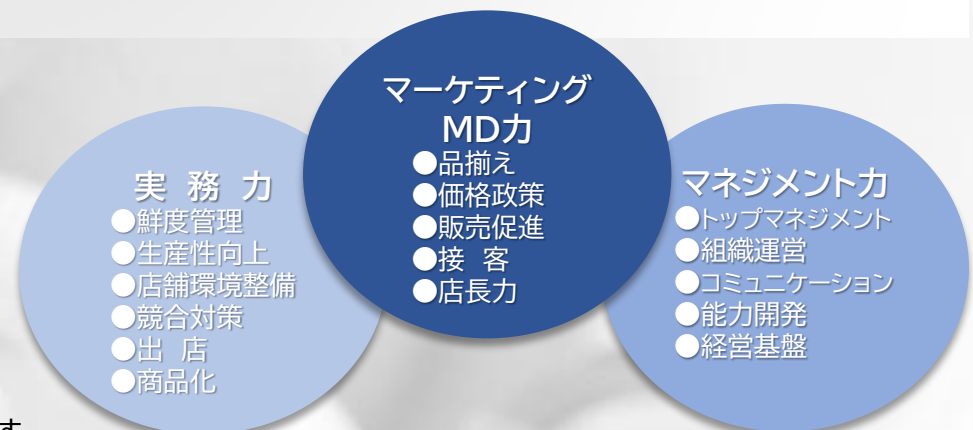 マーケティング
MD力
●品揃え
●価格政策
●販売促進
●接 客
●店長力
実 務 力
●鮮度管理
●生産性向上
●店舗環境整備
●競合対策
●出 店
●商品化
マネジメント力
●トップマネジメント
●組織運営
●コミュニケーション
●能力開発
●経営基盤
す